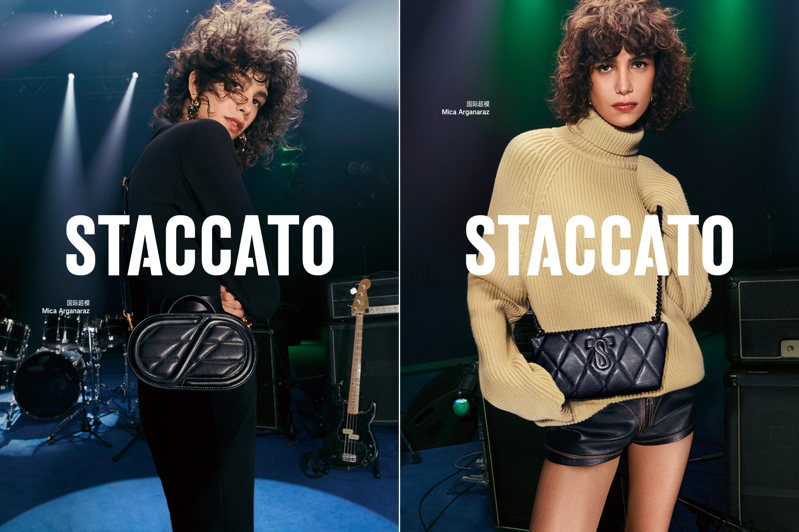 STACCATO
国际超模
Mica Arganaraz
国际超模
Mica Arganaraz
STACCATO